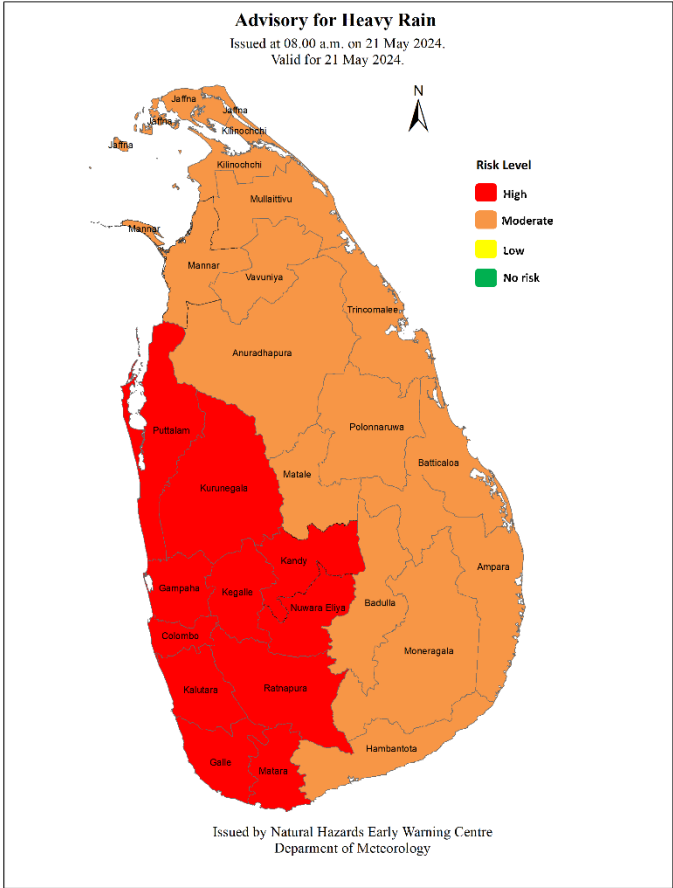 Advisory for Heavy Rain
Issued at 08.00 a.m. on 21 May 2024.
Valid for 21 May 2024.
N
Jaffna
Jaffna
Jaffna
Kilinochchi
Jaffna
Kilinochchi
Risk Level
High
Mullaittivu
Moderate
Mannar
Low
Mannar
Vavuniya
No risk
Trincomalee
Anuradhapura
Puttalam
Polonnaruwa
Batticaloa
Matale
Kurunegala
Kandy
Ampara
Gampaha
Kegalle
Badulla
Nuwara Eliya
Colombo
Moneragala
Kalutara
Ratnapura
Hambantota
Galle
Matara
Issued by Natural Hazards Early Warning Centre
Deparment of Meteorology